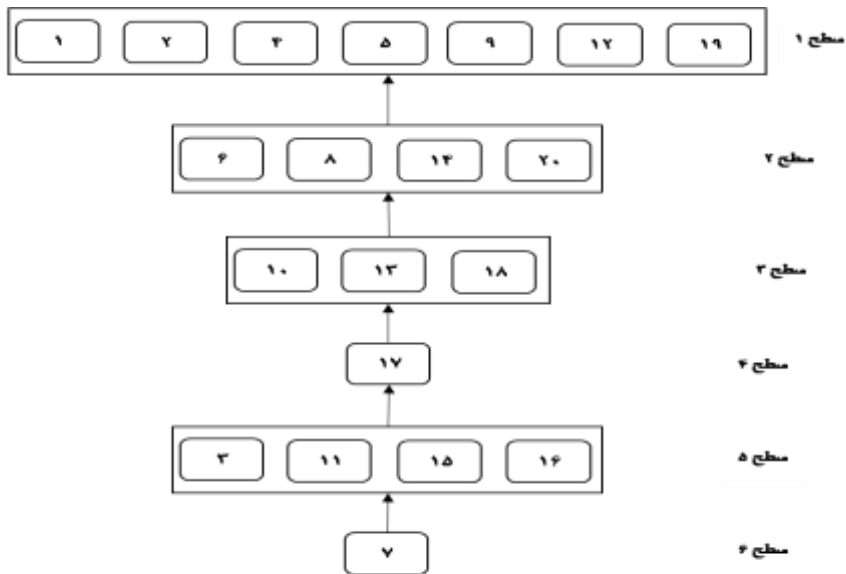 ۱ ۲ ۴ ۵ ۹ ۱۲ ۱۹ سطح ۱
۶ ۸ ۱۴ ۲۰ سطح ۲
۱۰ ۱۳ ۱۸ سطح ۳
۱۷ سطح ۴
۳ ۱۱ ۱۵ ۱۶ سطح ۵
۷ سطح ۶